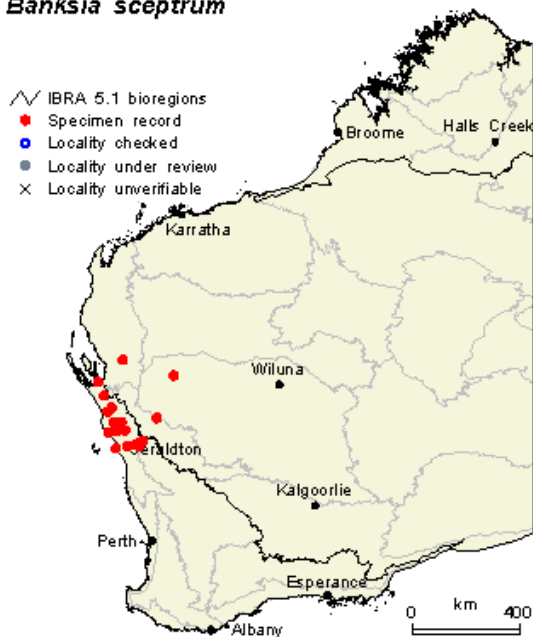 Banksia sceptrum
IBRA 5.1 bioregions
Specimen record
Locality checked
Locality under review
Locality unverifiable
Broome
Halls Creek
Karratha
Wiluna
eraldton
Kalgoorlie
Perth
Esperance
Albany
km
0 400